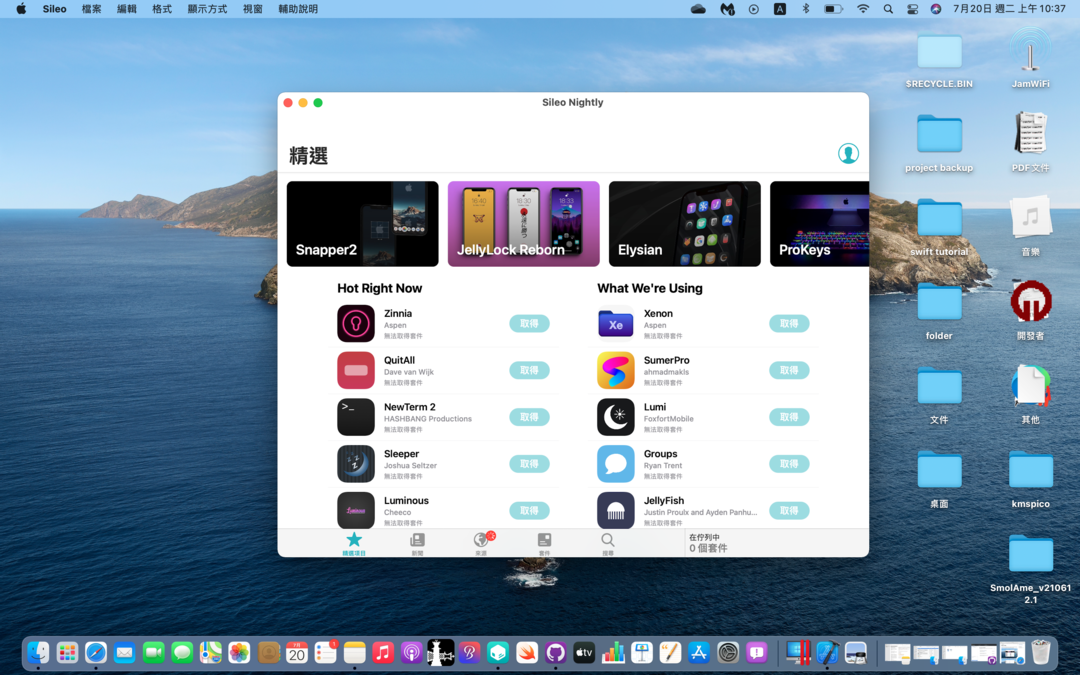 Sileo 檔案 編輯 格式 顯示方式 視窗 輔助說明
A
7月20日 週二 上午10:37
$RECYCLE.BIN
JamWiFi
project backup
PDF文件
swift tutorial
音樂
folder
開發者
文件
其他
桌面
kmspico
SmolAme_v21061
2.1
Sileo Nightly
精選
Snapper2
JellyLock Reborn
Elysian
ProKeys
Hot Right Now
Zinnia
Aspen
無法取得套件
取得
QuitAll
Dave van Wijk
無法取得套件
取得
NewTerm 2
HASHBANG Productions
無法取得套件
取得
Sleeper
Joshua Seltzer
無法取得套件
取得
Luminous
Cheeco
無法取得套件
取得
What We're Using
Xe
Xenon
Aspen
無法取得套件
取得
SumerPro
ahmadmakls
無法取得套件
取得
Lumi
FoxfortMobile
無法取得套件
取得
Groups
Ryan Trent
無法取得套件
取得
JellyFish
Justin Proulx and Ayden Panhu...
無法取得套件
取得
精選項目
新聞
來源
套件
搜尋
在佇列中
0 個套件
20
1
tv